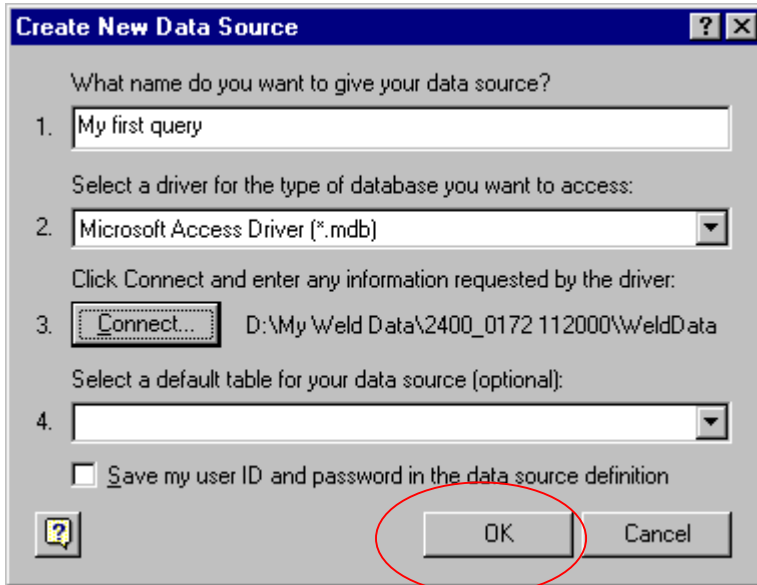 Create New Data Source
What name do you want to give your data source?
1. My first query
Select a driver for the type of database you want to access:
2. Microsoft Access Driver (*.mdb)
Click Connect and enter any information requested by the driver:
3. Connect... D:\My Weld Data\2400_0172 112000\WeldData
Select a default table for your data source (optional):
4.
Save my user ID and password in the data source definition
OK Cancel